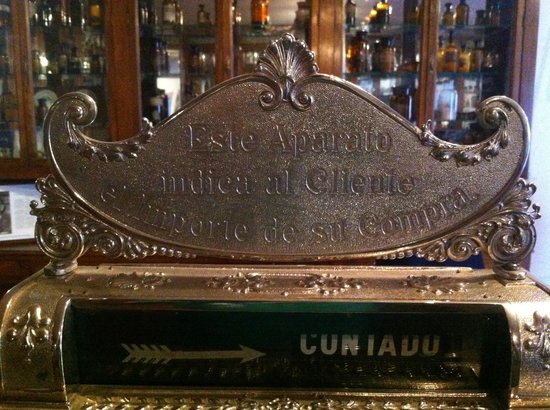 Este Aparato
indica al Cliente
el importe de su Compra.
CONTADO